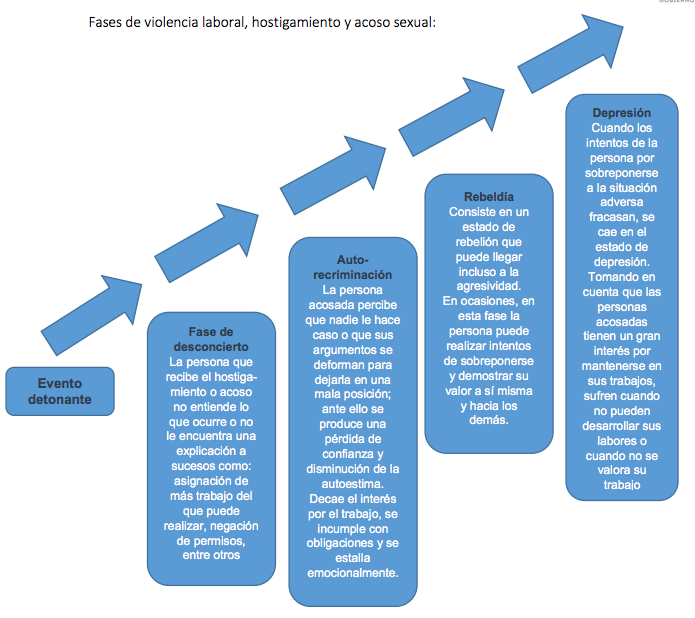 GOBIERNO
Fases de violencia laboral, hostigamiento y acoso sexual:
Evento
detonante
Fase de
desconcierto
La persona que
recibe el hostiga-
miento o acoso
no entiende lo
que ocurre o no
le encuentra una
explicación a
sucesos como:
asignación de
más trabajo del
que puede
realizar, negación
de permisos,
entre otros
Auto-
recriminación
La persona
acosada percibe
que nadie le hace
caso o que sus
argumentos se
deforman para
dejarla en una
mala posición;
ante ello se
produce una
pérdida de
confianza y
disminución de la
autoestima.
Decae el interés
por el trabajo, se
incumple con
obligaciones y se
estalla
emocionalmente.
Rebeldía
Consiste en un
estado de
rebelión que
puede llegar
incluso a la
agresividad.
En ocasiones, en
esta fase la
persona puede
realizar intentos
de sobreponerse
y demostrar su
valor a sí misma
y hacia los
demás.
Depresión
Cuando los
intentos de la
persona por
sobreponerse
a la situación
adversa
fracasan, se
cae en el
estado de
depresión.
Tomando en
cuenta que las
personas
acosadas
tienen un gran
interés por
mantenerse en
sus trabajos,
sufren cuando
no pueden
desarrollar sus
labores o
cuando no se
valora su
trabajo